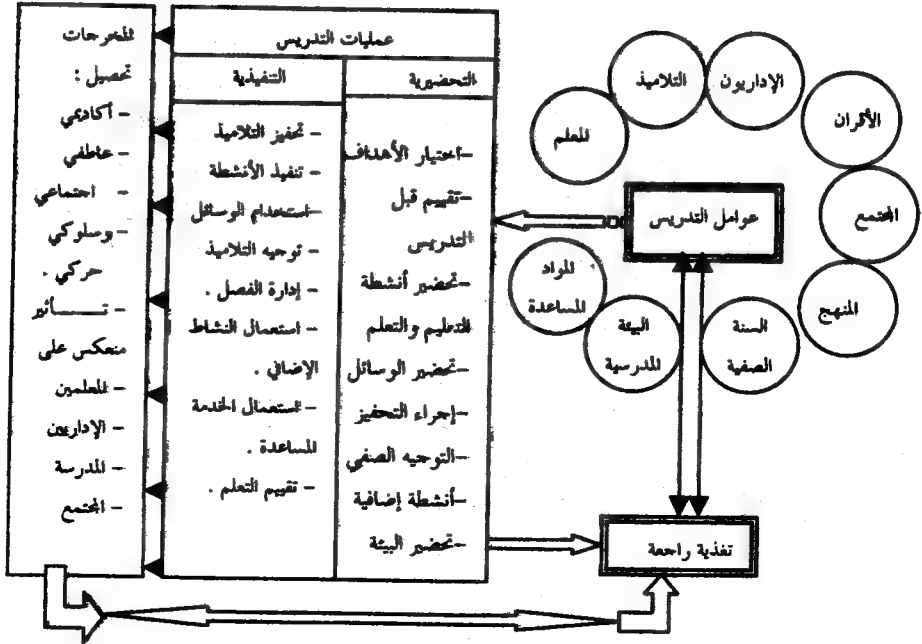 عمليات التدريس
التحضيرية
-اختيار الأهداف
-تقييم قبل
التدريس
-تحضير أنشطة
التعليم والتعلم
-تحضير الوسائل
-إجراء التحفيز
-التوجيه الصفي
-أنشطة إضافية
-تحضير البيئة
التنفيذية
- تحفيز التلاميذ
- تنفيذ الأنشطة
-استخدام الوسائل
- توجيه التلاميذ
- إدارة الفصل .
- استعمال النشاط
الإضافي .
- استعمال الخدمة
المساعدة .
- تقييم التعلم .
المخرجات
تحصيل :
- أكاديمي
- عاطفي
- اجتماعي
-وسلوكي
حركي .
- تـــــأثير
منعكس على
- المعلمين
- الإداريين
- المدرسة
- المجتمع
عوامل التدريس
المعلم
التلاميذ
الإداريون
الأقران
المجتمع
المنهج
السنة
الصفية
البيئة
المدرسية
المواد
المساعدة
تغذية راجعة